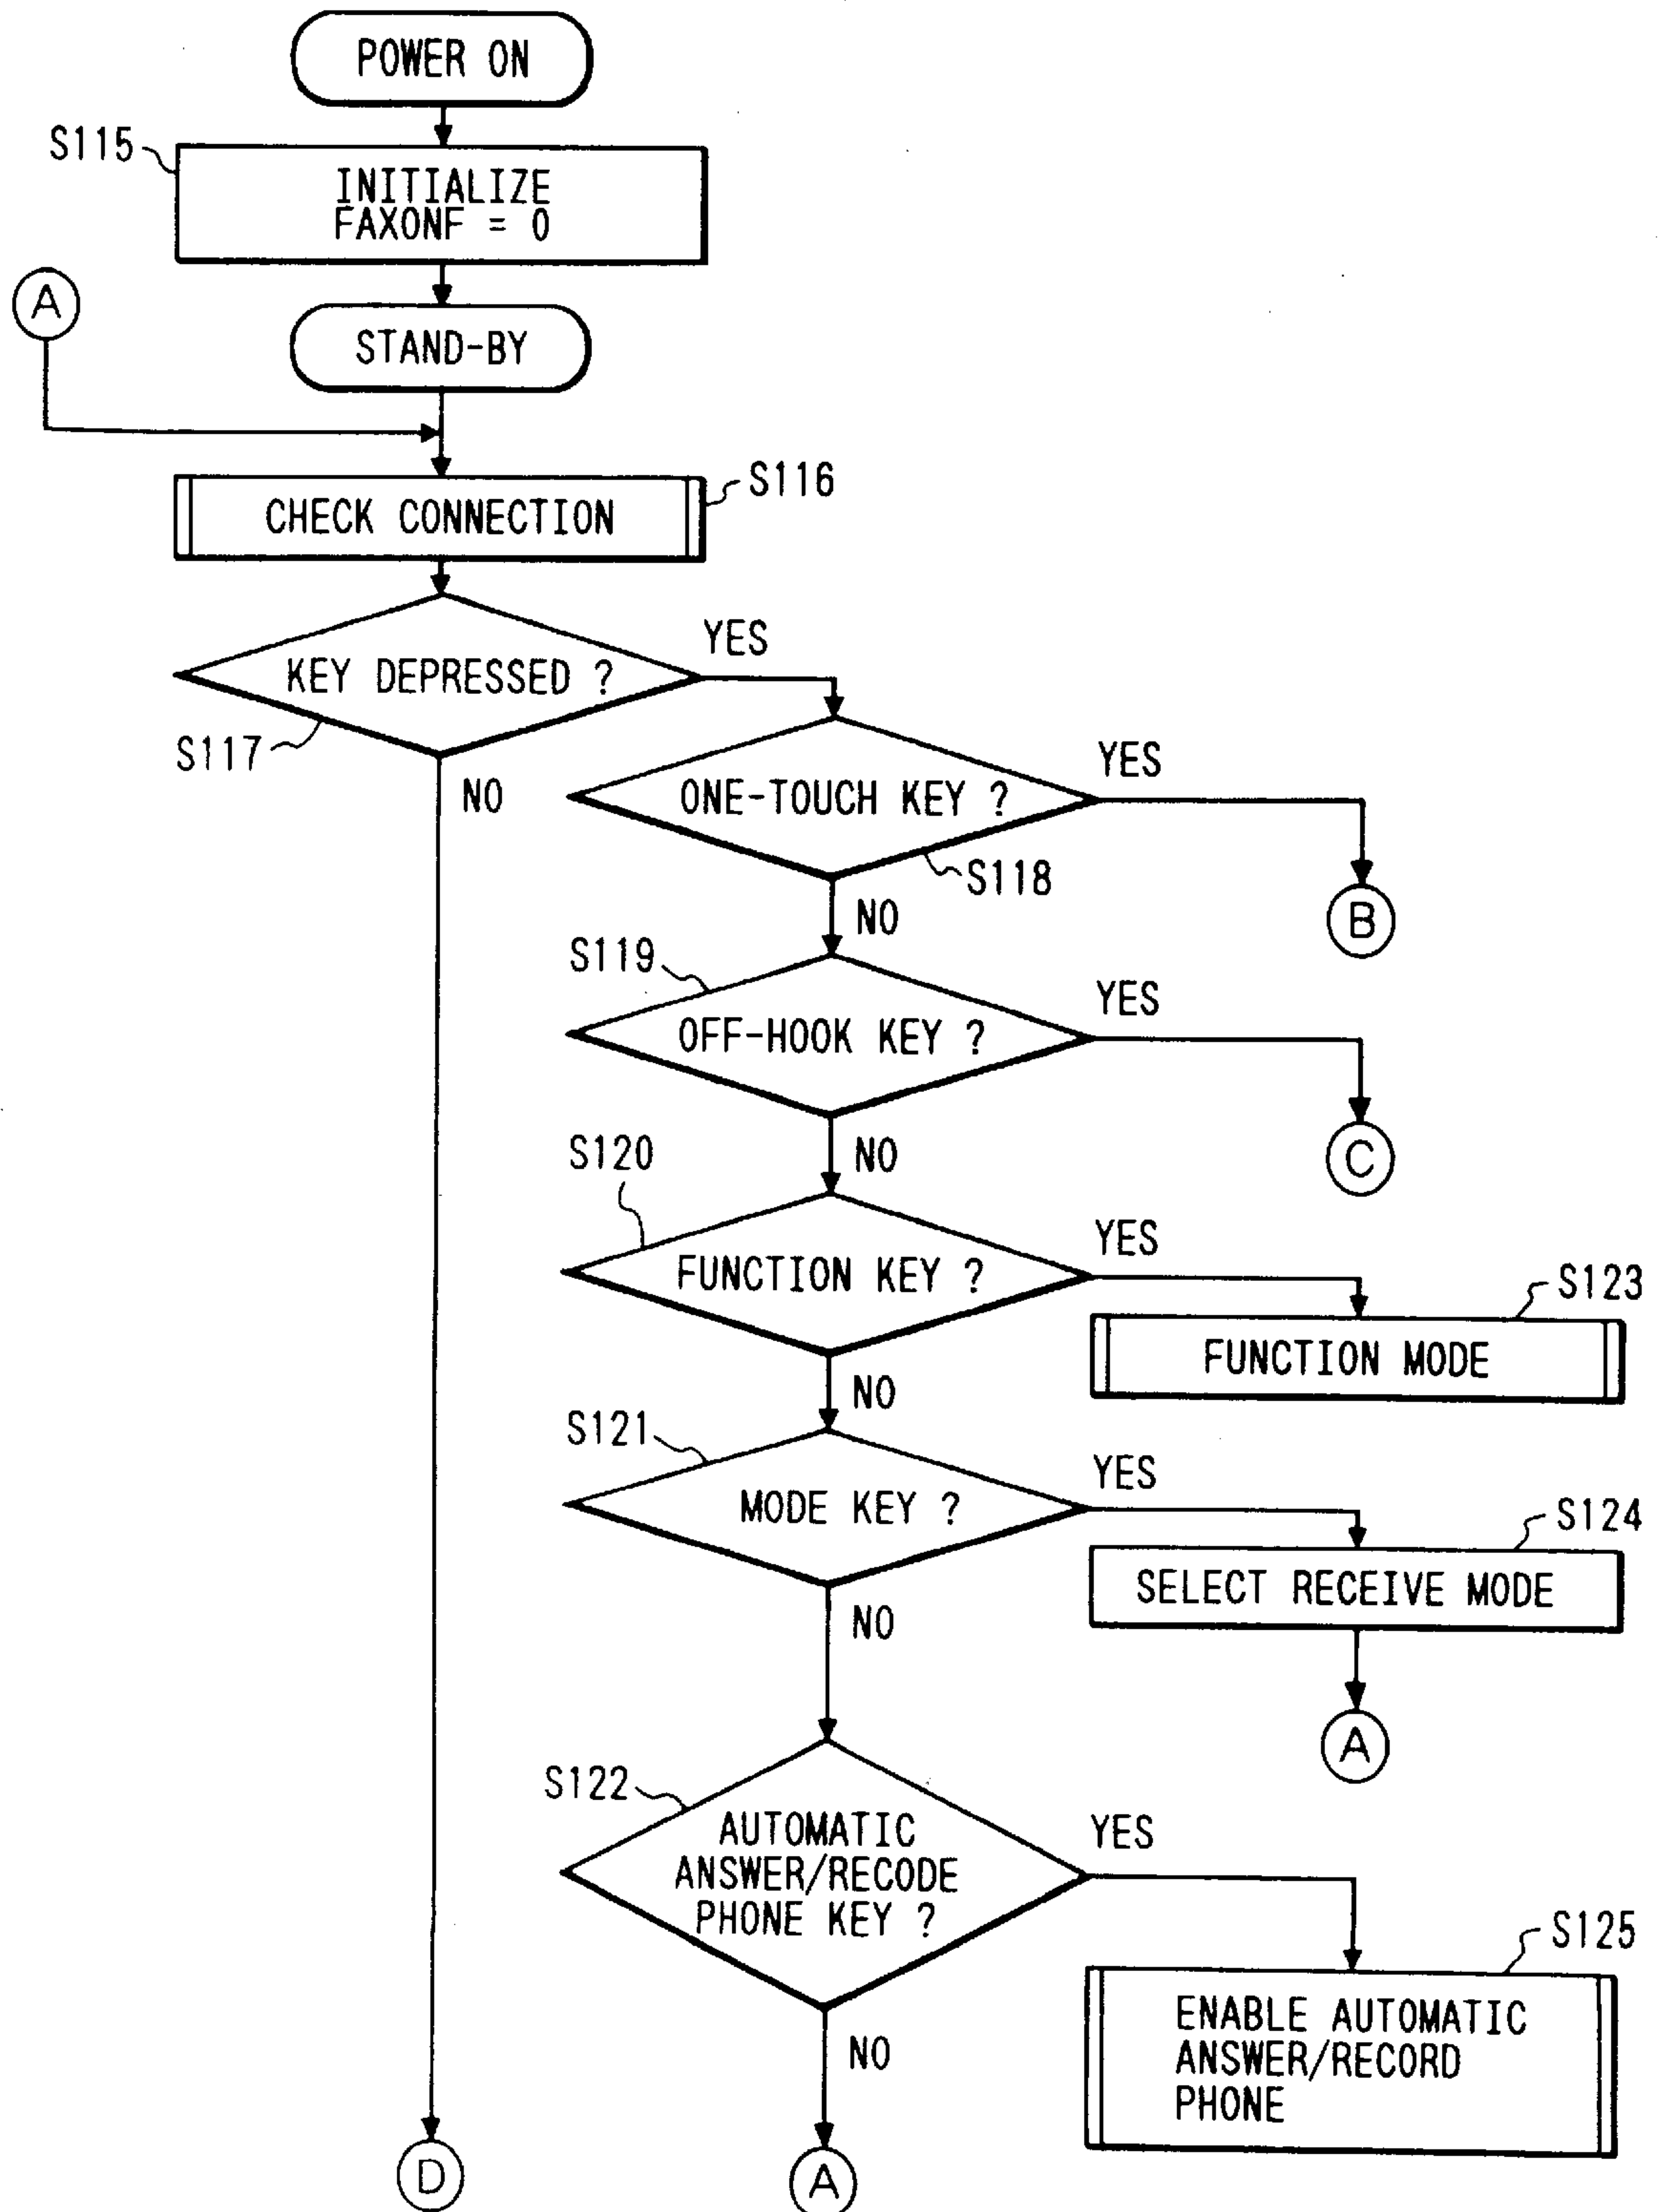 POWER ON
S115
INITIALIZE
FAXONF = 0
A
STAND-BY
S116
CHECK CONNECTION
YES
KEY DEPRESSED ?
S117
NO
YES
ONE-TOUCH KEY ?
S118
B
NO
S119
YES
OFF-HOOK KEY ?
C
NO
S120
YES
FUNCTION KEY ?
S123
FUNCTION MODE
NO
S121
YES
MODE KEY ?
S124
SELECT RECEIVE MODE
NO
A
S122
YES
AUTOMATIC
ANSWER/RECODE
PHONE KEY ?
S125
ENABLE AUTOMATIC
ANSWER/RECORD
PHONE
NO
D
A